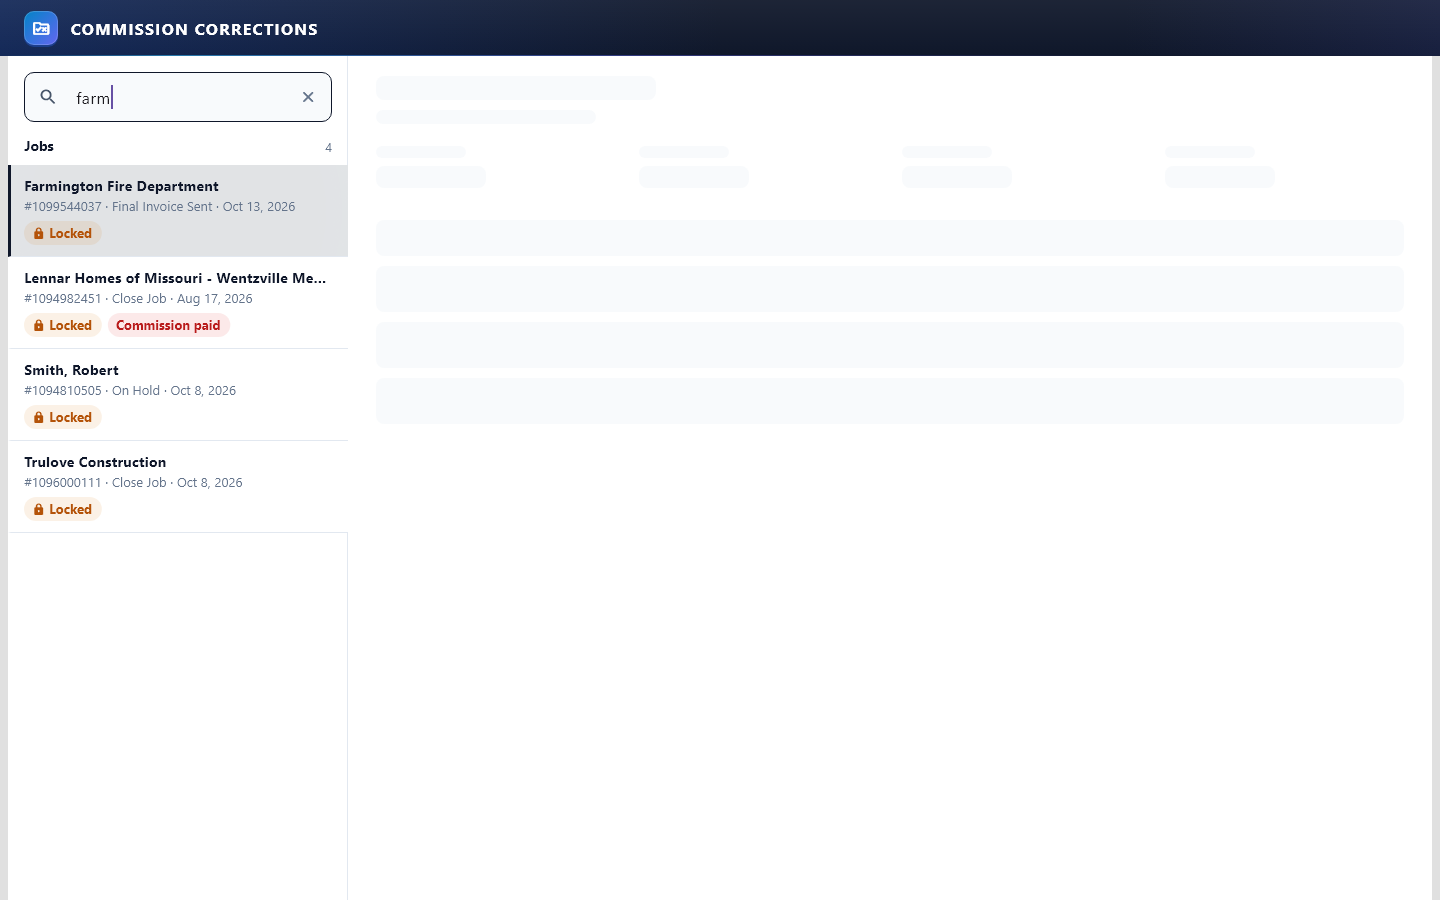 COMMISSION CORRECTIONS
farm
Jobs
4
Farmington Fire Department
#1099544037 · Final Invoice Sent · Oct 13, 2026
Locked
Lennar Homes of Missouri - Wentzville Me...
#1094982451 · Close Job · Aug 17, 2026
Locked
Commission paid
Smith, Robert
#1094810505 · On Hold · Oct 8, 2026
Locked
Trulove Construction
#1096000111 · Close Job · Oct 8, 2026
Locked